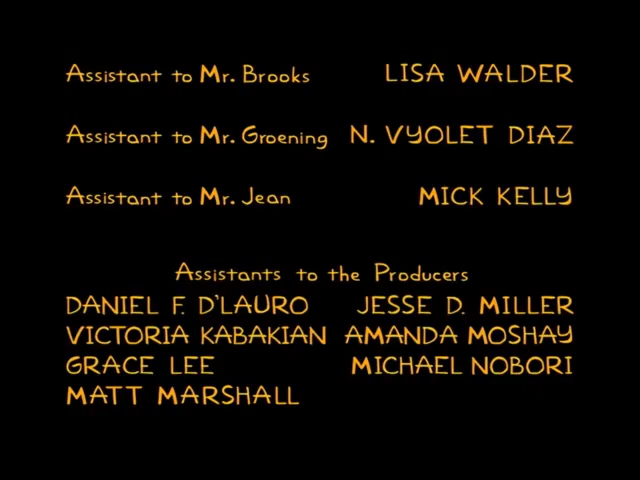 Assistant to Mr. Brooks LISA WALDER
Assistant to Mr. Groening N. VYOLET DIAZ
Assistant to Mr. Jean MICK KELLY
Assistants to the Producers
DANIEL F. D'LAURO JESSE D. MILLER
VICTORIA KABAKIAN AMANDA MOSHAY
GRACE LEE MICHAEL NOBORI
MATT MARSHALL